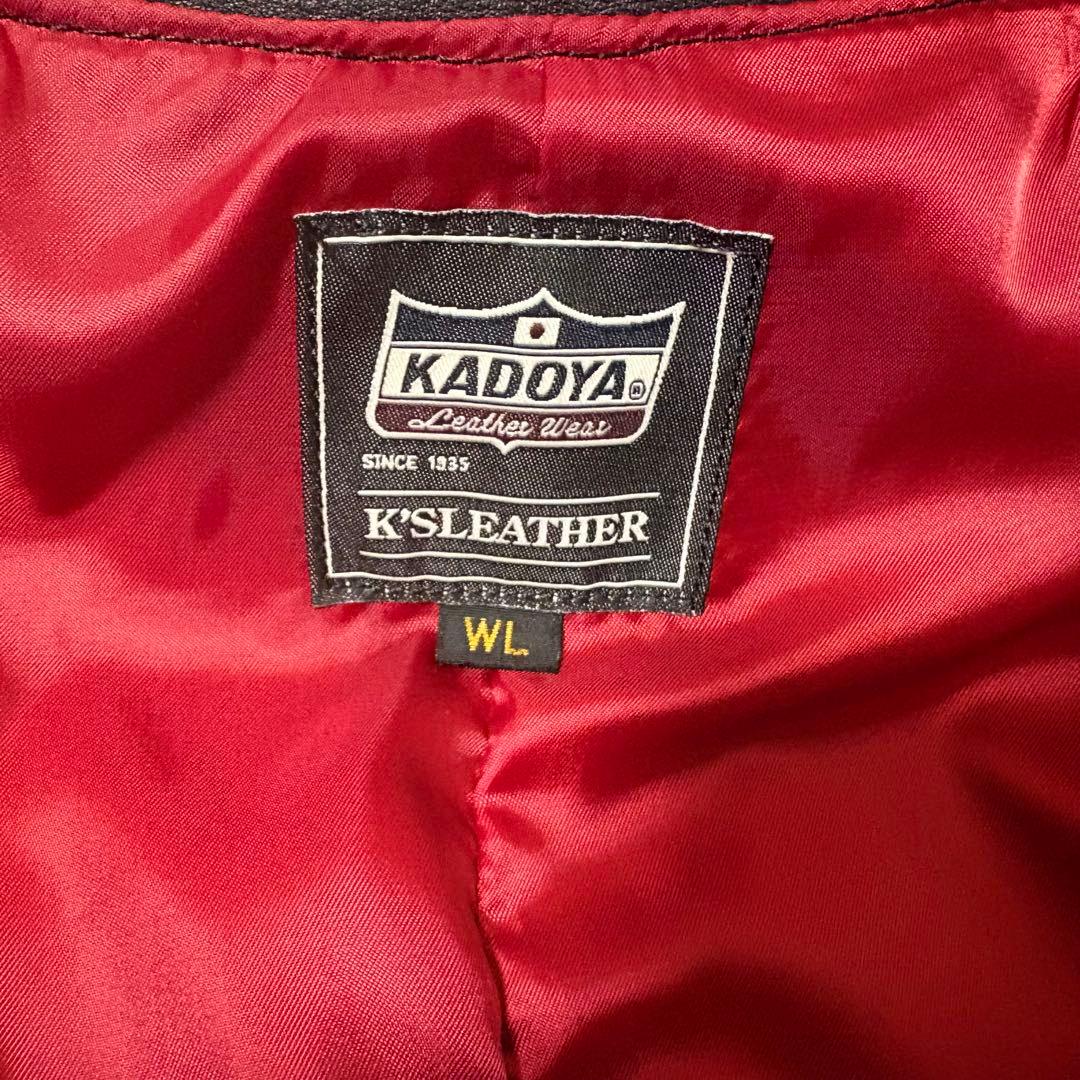 KADOYA®
Leather Wear
SINCE 1935
K'SLEATHER
WL